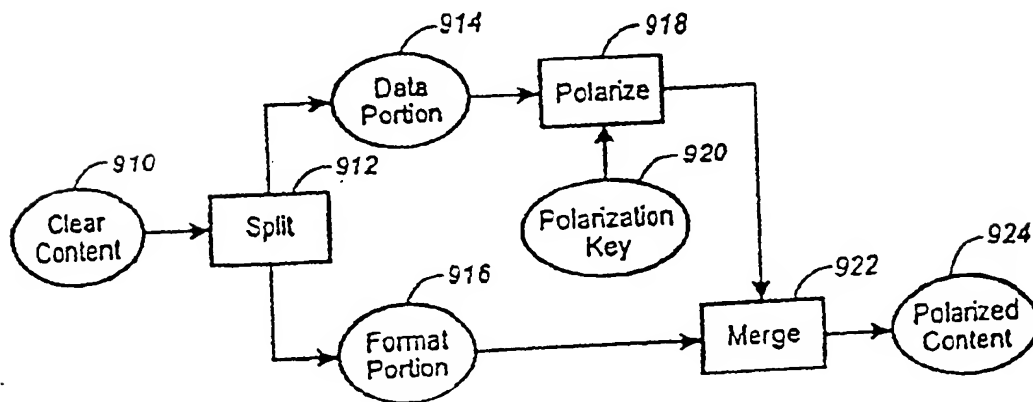 914
Data
Portion
918
Polarize
910
Clear
Content
912
Split
920
Polarization
Key
916
Format
Portion
922
Merge
924
Polarized
Content